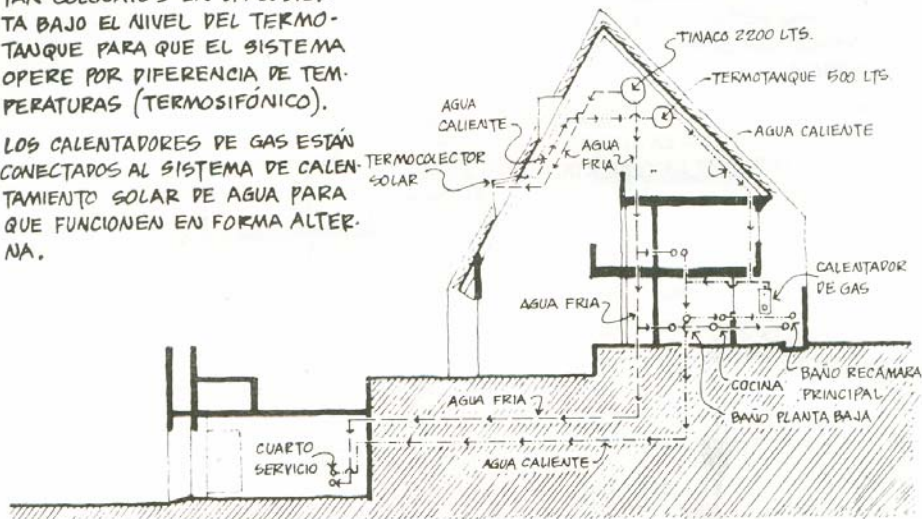 TA BAJO EL NIVEL DEL TERMO-
TANQUE PARA QUE EL SISTEMA
OPERE POR DIFERENCIA DE TEM-
PERATURAS (TERMOSIFÓNICO).
LOS CALENTADORES DE GAS ESTÁN
CONECTADOS AL SISTEMA DE CALEN-
TAMIENTO SOLAR DE AGUA PARA
QUE FUNCIONEN EN FORMA ALTER-
NA.
TINACO 2200 LTS.
TERMOTANQUE 500 LTS.
AGUA
CALIENTE
AGUA
FRIA
AGUA CALIENTE
TERMOCOLECTOR
SOLAR
CALENTADOR
DE GAS
AGUA FRIA
BAÑO RECÁMARA
PRINCIPAL
COCINA
BAÑO PLANTA BAJA
AGUA FRIA
CUARTO
SERVICIO
AGUA CALIENTE